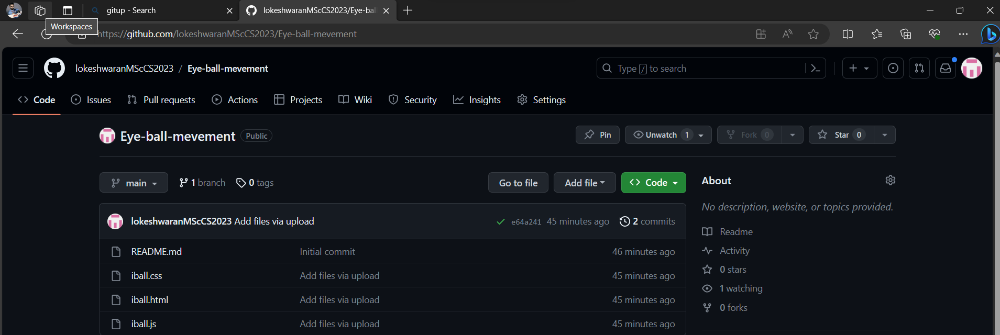 gitup - Search
lokeshwaranMScCS2023/Eye-bal
Workspaces
https://github.com/lokeshwaranMScCS2023/Eye-ball-mevement
lokeshwaranMScCS2023 / Eye-ball-mevement
Type / to search
Code Issues Pull requests Actions Projects Wiki Security Insights Settings
Eye-ball-mevement Public
Pin Unwatch 1 Fork 0 Star 0
main 1 branch 0 tags Go to file Add file Code
lokeshwaranMScCS2023 Add files via upload e64a241 45 minutes ago 2 commits
README.md Initial commit 46 minutes ago
iball.css Add files via upload 45 minutes ago
iball.html Add files via upload 45 minutes ago
iball.js Add files via upload 45 minutes ago
About
No description, website, or topics provided.
Readme
Activity
0 stars
1 watching
0 forks